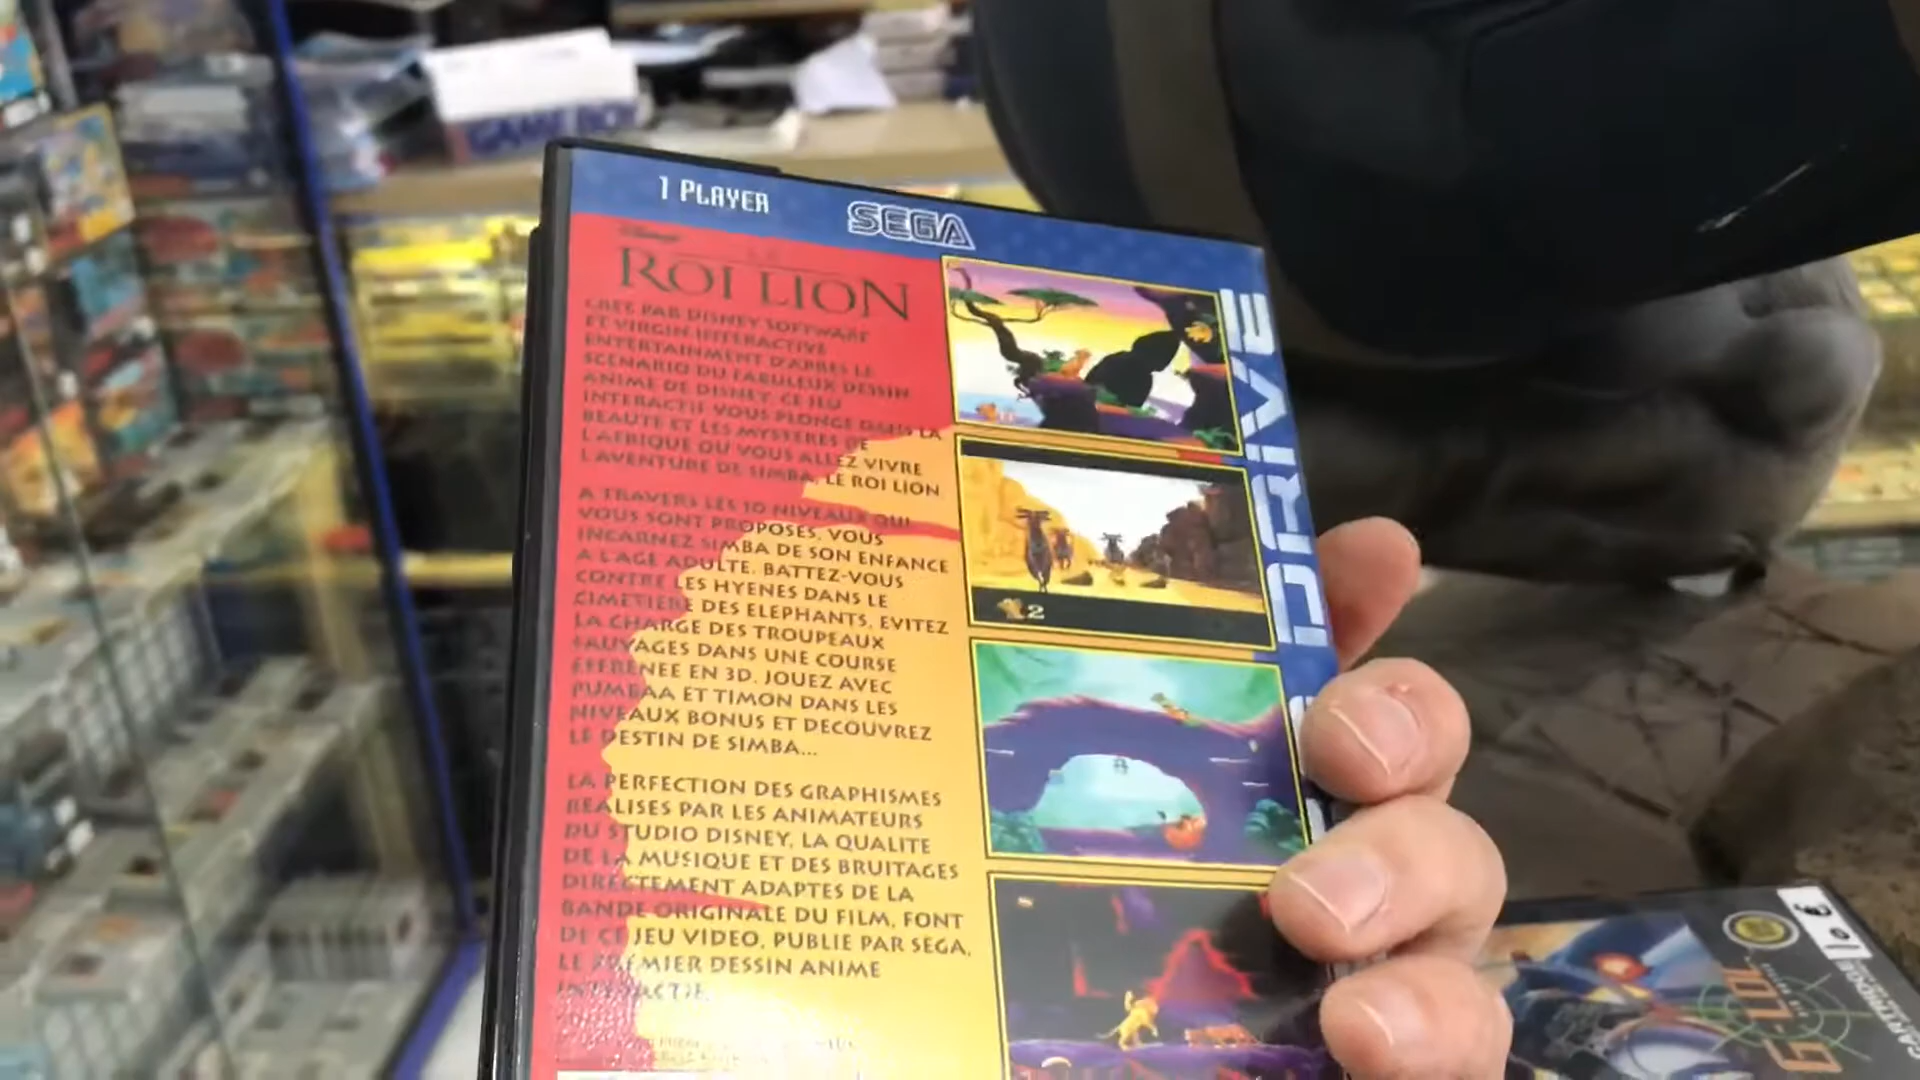 GAME BOY
1 PLAYER
SEGA
Disney
ROI LION
CREE PAR DISNEY SOFTWARE
ET VIRGIN INTERACTIVE
ENTERTAINMENT D'APRES LE
SCENARIO DU FABULEUX DESSIN
ANIME DE DISNEY, CE JEU
INTERACTIF VOUS PLONGE DANS LA
BEAUTE ET LES MYSTERES DE
L'AFRIQUE OU VOUS ALLEZ VIVRE
L'AVENTURE DE SIMBA, LE ROI LION
A TRAVERS LES 10 NIVEAUX QUI
VOUS SONT PROPOSES, VOUS
INCARNEZ SIMBA DE SON ENFANCE
A L'AGE ADULTE. BATTEZ-VOUS
CONTRE LES HYENES DANS LE
CIMETIERE DES ELEPHANTS, EVITEZ
LA CHARGE DES TROUPEAUX
SAUVAGES DANS UNE COURSE
EFFRENEE EN 3D. JOUEZ AVEC
PUMBAA ET TIMON DANS LES
NIVEAUX BONUS ET DECOUVREZ
LE DESTIN DE SIMBA...
LA PERFECTION DES GRAPHISMES
REALISES PAR LES ANIMATEURS
DU STUDIO DISNEY, LA QUALITE
DE LA MUSIQUE ET DES BRUITAGES
DIRECTEMENT ADAPTES DE LA
BANDE ORIGINALE DU FILM, FONT
DE CE JEU VIDEO, PUBLIE PAR SEGA,
LE PREMIER DESSIN ANIME
INTERACTIF.
2
DRIVE
G-LOC
10€
CARTRIDGE